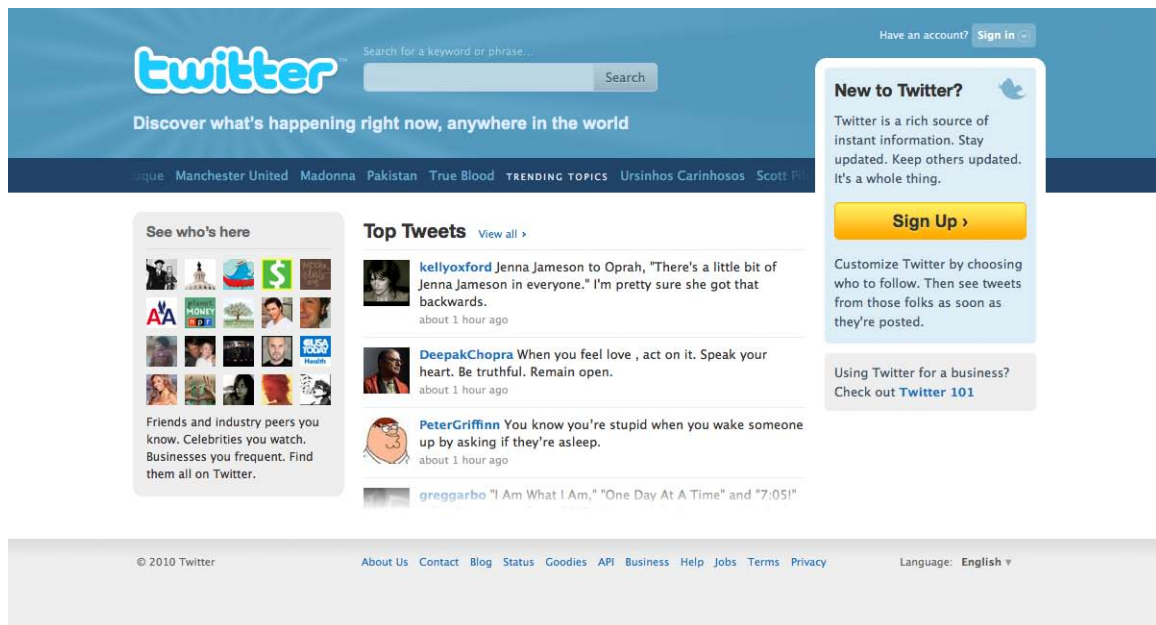 twitter™
Search for a keyword or phrase...
Search
Have an account? Sign in
Discover what's happening right now, anywhere in the world
Manchester United Madonna Pakistan True Blood TRENDING TOPICS Ursinhos Carinhosos Scott
New to Twitter?
Twitter is a rich source of
instant information. Stay
updated. Keep others updated.
It's a whole thing.
Sign Up ›
Customize Twitter by choosing
who to follow. Then see tweets
from those folks as soon as
they're posted.
Using Twitter for a business?
Check out Twitter 101
See who's here
AA
planet
MONEY
npr
USA
TODAY
Health
Friends and industry peers you
know. Celebrities you watch.
Businesses you frequent. Find
them all on Twitter.
Top Tweets View all ›
kellyoxford Jenna Jameson to Oprah, "There's a little bit of
Jenna Jameson in everyone." I'm pretty sure she got that
backwards.
about 1 hour ago
DeepakChopra When you feel love , act on it. Speak your
heart. Be truthful. Remain open.
about 1 hour ago
PeterGriffinn You know you're stupid when you wake someone
up by asking if they're asleep.
about 1 hour ago
greggarbo "I Am What I Am," "One Day At A Time" and "7:05!"
© 2010 Twitter
About Us Contact Blog Status Goodies API Business Help Jobs Terms Privacy
Language: English